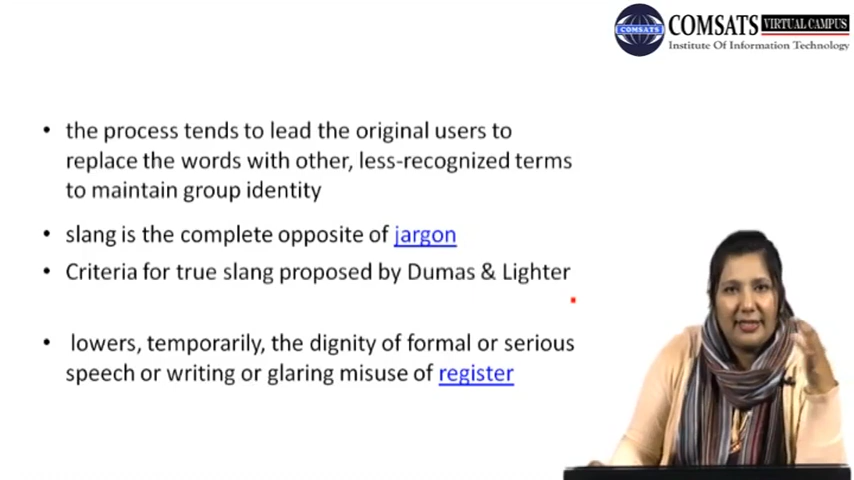 COMSATS VIRTUAL CAMPUS
COMSATS
Institute Of Information Technology
• the process tends to lead the original users to
replace the words with other, less-recognized terms
to maintain group identity
• slang is the complete opposite of jargon
• Criteria for true slang proposed by Dumas & Lighter
• lowers, temporarily, the dignity of formal or serious
speech or writing or glaring misuse of register